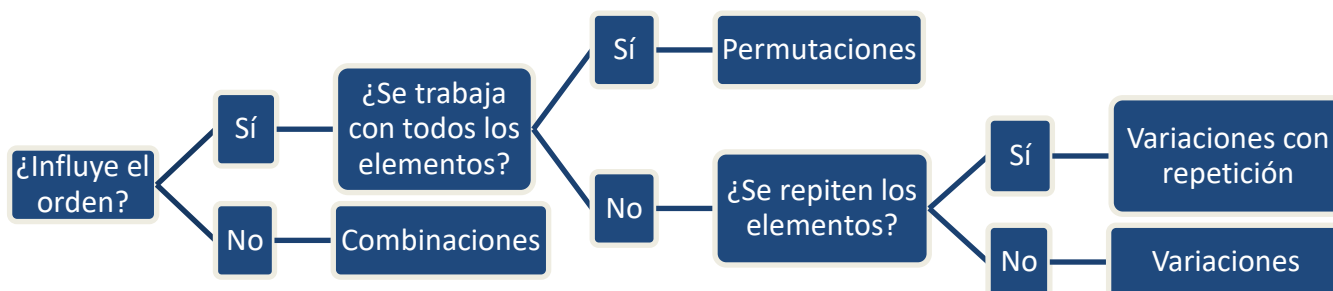 ¿Influye el
orden?
Sí
¿Se trabaja
con todos los
elementos?
Sí
Permutaciones
No
¿Se repiten los
elementos?
Sí
Variaciones con
repetición
No
Variaciones
No
Combinaciones